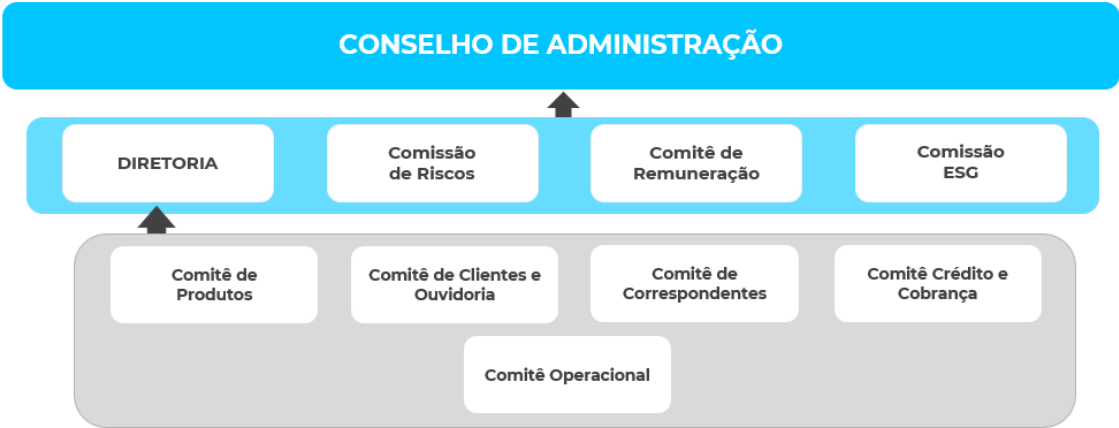 CONSELHO DE ADMINISTRAÇÃO
DIRETORIA
Comissão
de Riscos
Comitê de
Remuneração
Comissão
ESG
Comitê de
Produtos
Comitê de Clientes e
Ouvidoria
Comitê de
Correspondentes
Comitê Crédito e
Cobrança
Comitê Operacional